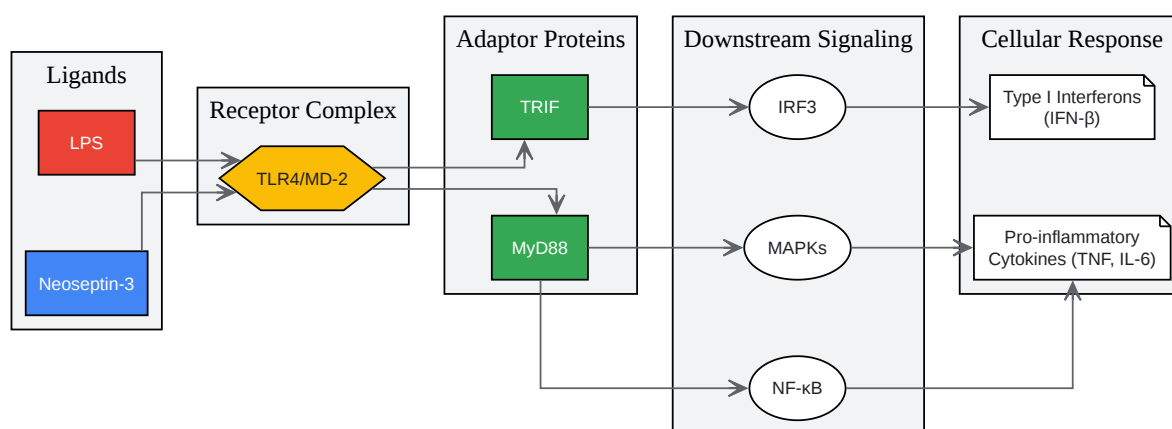 Ligands
LPS
Neoseptin-3
Receptor Complex
TLR4/MD-2
Adaptor Proteins
TRIF
MyD88
Downstream Signaling
IRF3
MAPKs
NF-κB
Cellular Response
Type I Interferons
(IFN-β)
Pro-inflammatory
Cytokines (TNF, IL-6)